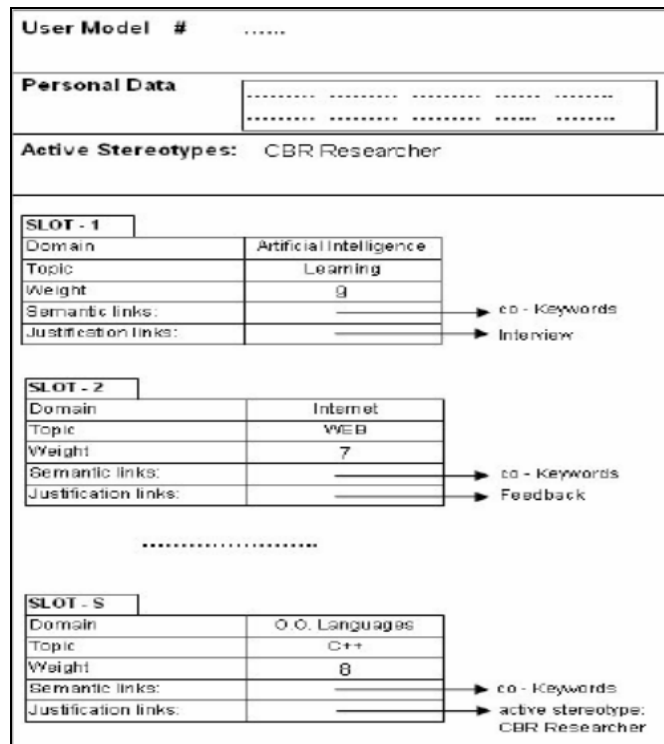 User Model # ......
Personal Data
......... ......... ......... ...... ........
......... ......... ......... ...... ........
Active Stereotypes: CBR Researcher
SLOT - 1
Domain Artificial Intelligence
Topic Learning
Weight 9
Semantic links: co - Keywords
Justification links: Interview
SLOT - 2
Domain Internet
Topic WEB
Weight 7
Semantic links: co - Keywords
Justification links: Feedback
........................
SLOT - S
Domain O.O. Languages
Topic C++
Weight 8
Semantic links: co - Keywords
Justification links: active stereotype:
CBR Researcher